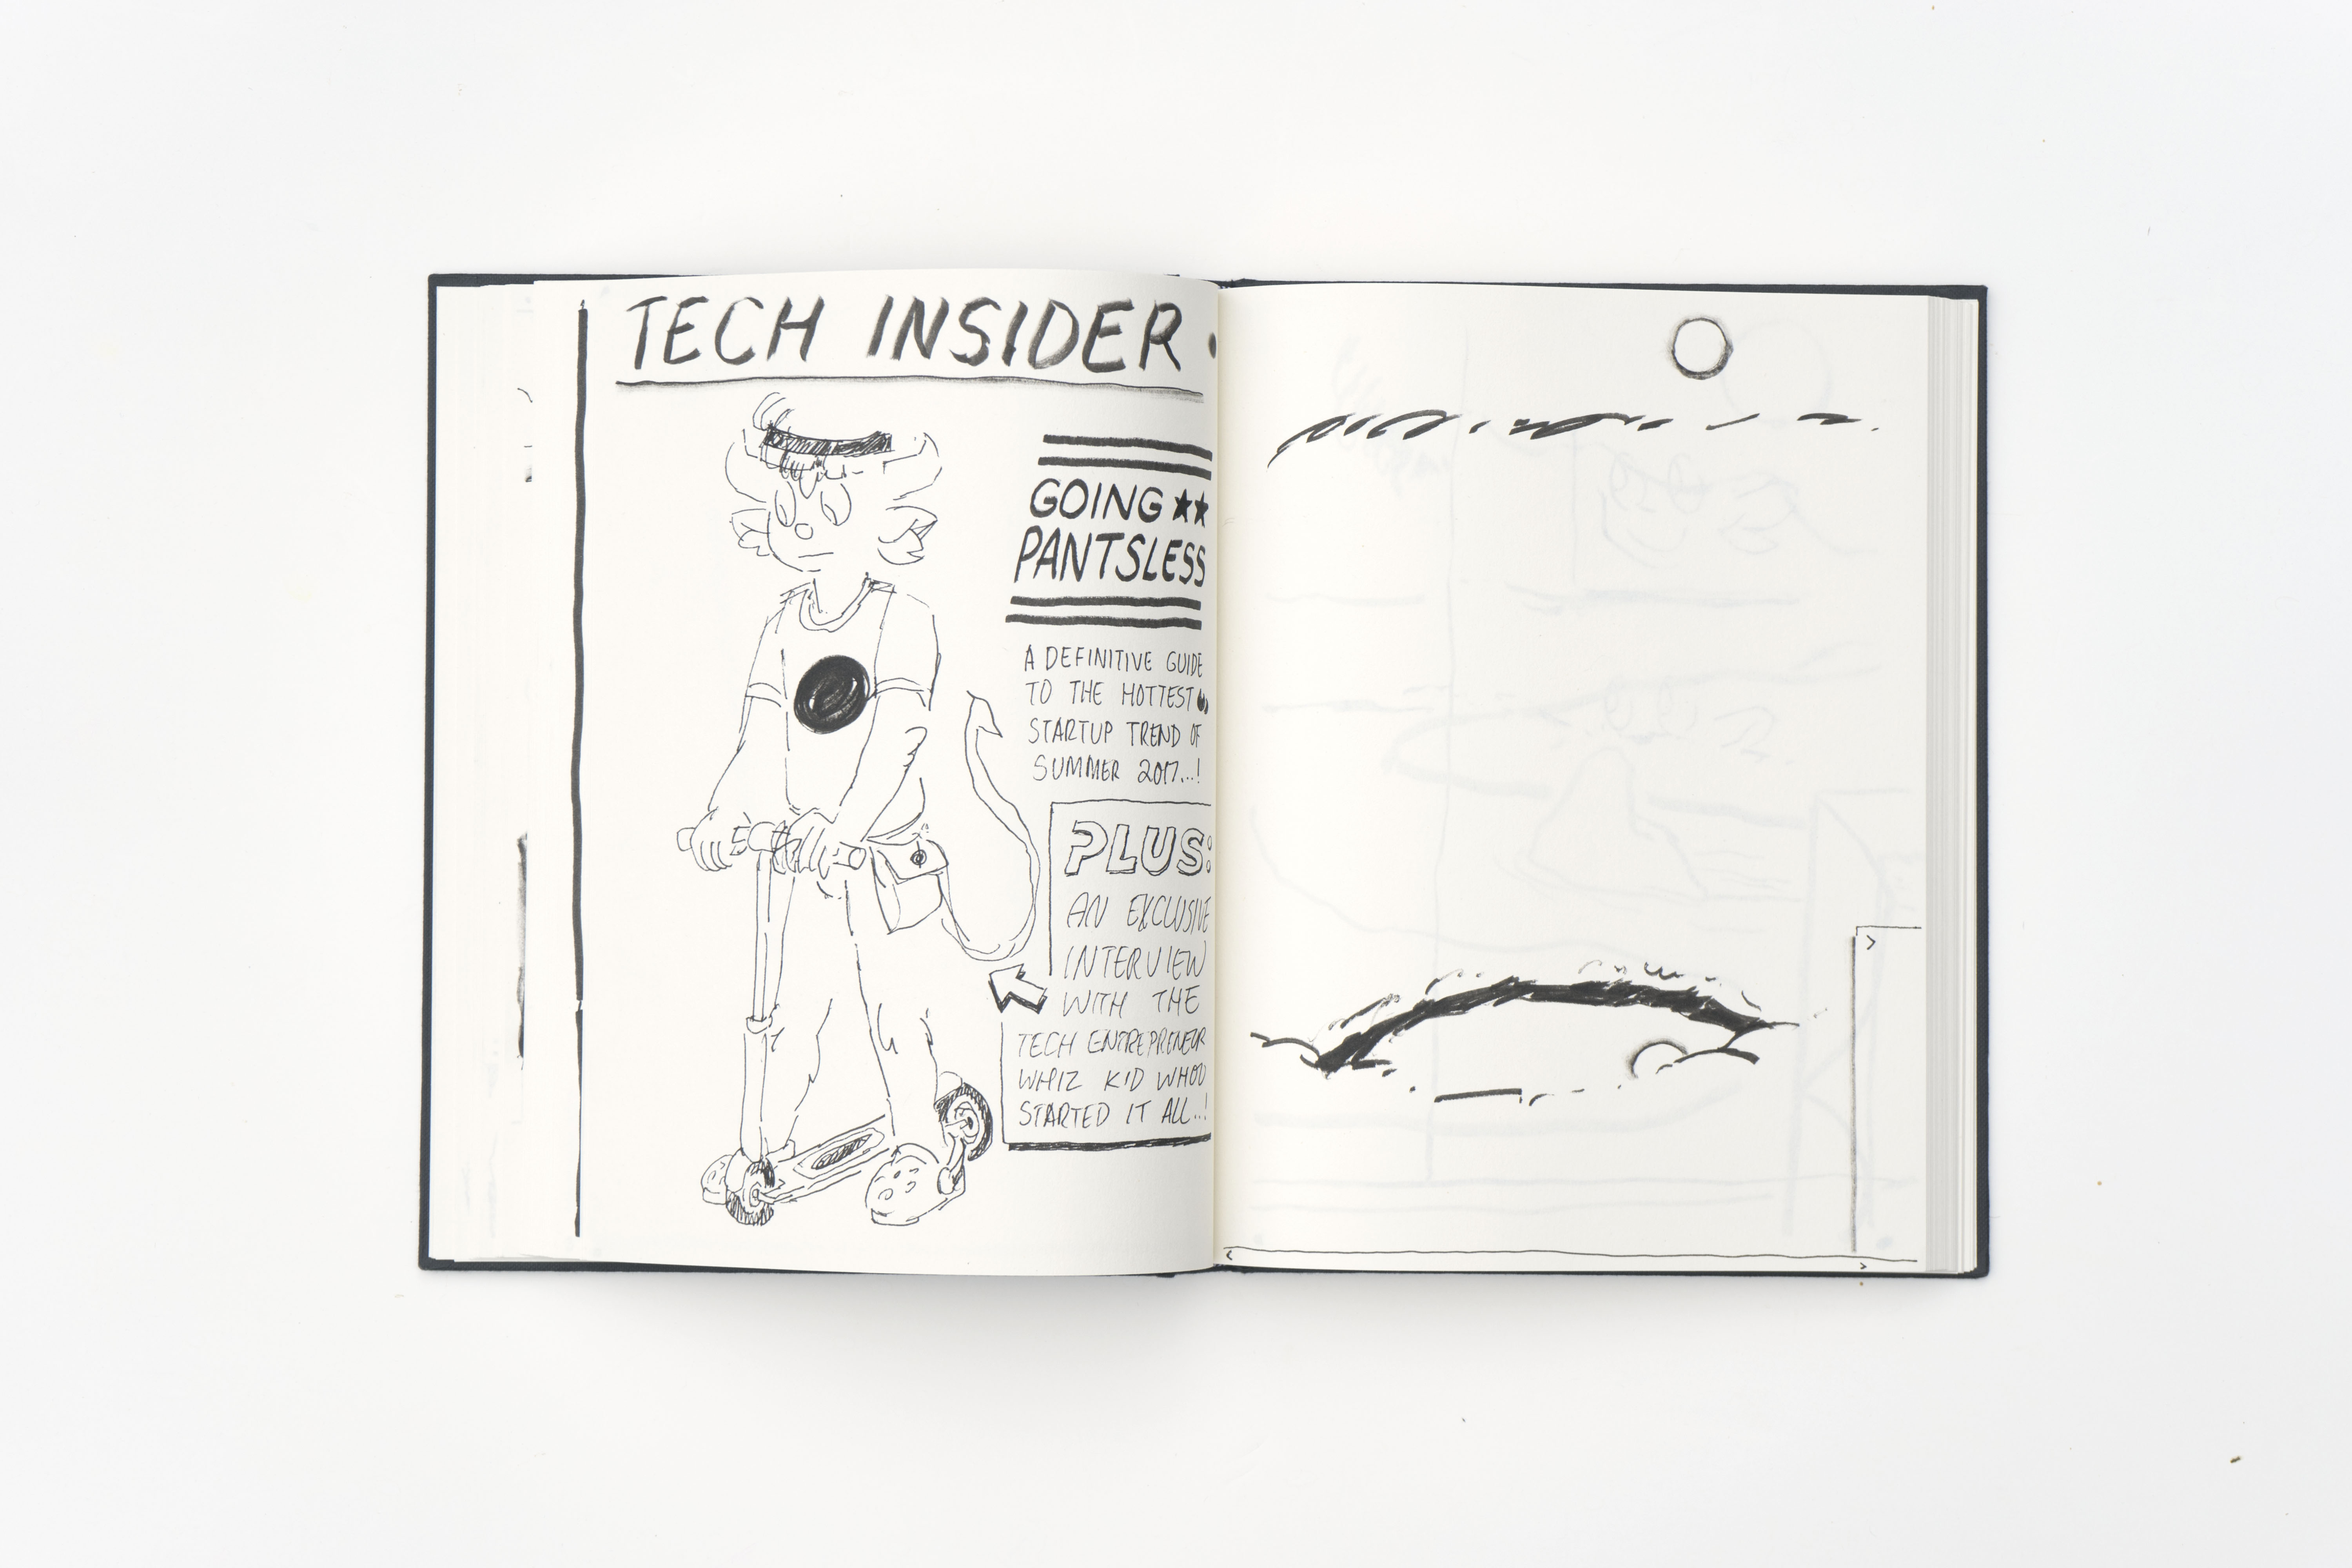 TECH INSIDER
GOING ★★
PANTSLESS
A DEFINITIVE GUIDE
TO THE HOTTEST
STARTUP TREND OF
SUMMER 2017...!
PLUS:
AN EXCLUSIVE
INTERVIEW
WITH THE
TECH ENTREPRENEUR
WHIZ KID WHO
STARTED IT ALL..!